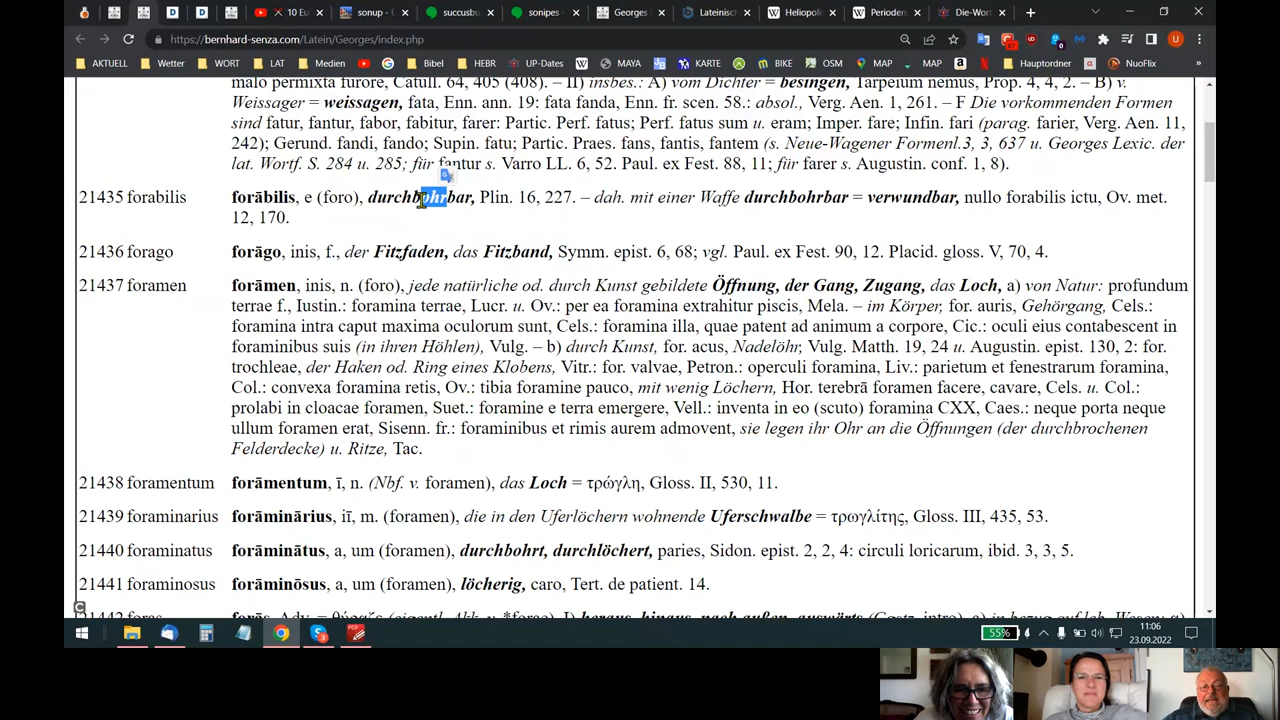 10 Eu
sonup - L
succusbu
sonipes -
Georges
Lateinisch
Heliopoli
Periodem
Die-Wort
https://bernhard-senza.com/Latein/Georges/index.php
AKTUELL Wetter WORT LAT Medien Bibel HEBR UP-Dates MAYA KARTE BIKE OSM MAP MAP Hauptordner NuoFlix
malo permixta furore, Catull. 64, 405 (408). – II) insbes.: A) vom Dichter = besingen, Tarpeium nemus, Prop. 4, 4, 2. – B) v.
Weissager = weissagen, fata, Enn. ann. 19: fata fanda, Enn. fr. scen. 58.: absol., Verg. Aen. 1, 261. – F Die vorkommenden Formen
sind fatur, fantur, fabor, fabitur, farer: Partic. Perf. fatus; Perf. fatus sum u. eram; Imper. fare; Infin. fari (parag. farier, Verg. Aen. 11,
242); Gerund. fandi, fando; Supin. fatu; Partic. Praes. fans, fantis, fantem (s. Neue-Wagener Formenl.3, 3, 637 u. Georges Lexic. der
lat. Wortf. S. 284 u. 285; für fantur s. Varro LL. 6, 52. Paul. ex Fest. 88, 11; für farer s. Augustin. conf. 1, 8).
21435 forabilis forābilis, e (foro), durchbohrbar, Plin. 16, 227. – dah. mit einer Waffe durchbohrbar = verwundbar, nullo forabilis ictu, Ov. met.
12, 170.
21436 forago forāgo, inis, f., der Fitzfaden, das Fitzband, Symm. epist. 6, 68; vgl. Paul. ex Fest. 90, 12. Placid. gloss. V, 70, 4.
21437 foramen forāmen, inis, n. (foro), jede natürliche od. durch Kunst gebildete Öffnung, der Gang, Zugang, das Loch, a) von Natur: profundum
terrae f., Iustin.: foramina terrae, Lucr. u. Ov.: per ea foramina extrahitur piscis, Mela. – im Körper, for. auris, Gehörgang, Cels.:
foramina intra caput maxima oculorum sunt, Cels.: foramina illa, quae patent ad animum a corpore, Cic.: oculi eius contabescent in
foraminibus suis (in ihren Höhlen), Vulg. – b) durch Kunst, for. acus, Nadelöhr, Vulg. Matth. 19, 24 u. Augustin. epist. 130, 2: for.
trochleae, der Haken od. Ring eines Klobens, Vitr.: for. valvae, Petron.: operculi foramina, Liv.: parietum et fenestrarum foramina,
Col.: convexa foramina retis, Ov.: tibia foramine pauco, mit wenig Löchern, Hor. terebrā foramen facere, cavare, Cels. u. Col.:
prolabi in cloacae foramen, Suet.: foramine e terra emergere, Vell.: inventa in eo (scuto) foramina CXX, Caes.: neque porta neque
ullum foramen erat, Sisenn. fr.: foraminibus et rimis aurem admovent, sie legen ihr Ohr an die Öffnungen (der durchbrochenen
Felderdecke) u. Ritze, Tac.
21438 foramentum forāmentum, ī, n. (Nbf. v. foramen), das Loch = τρώγλη, Gloss. II, 530, 11.
21439 foraminarius forāminārius, iī, m. (foramen), die in den Uferlöchern wohnende Uferschwalbe = τρωγλίτης, Gloss. III, 435, 53.
21440 foraminatus forāminātus, a, um (foramen), durchbohrt, durchlöchert, paries, Sidon. epist. 2, 2, 4: circuli loricarum, ibid. 3, 3, 5.
21441 foraminosus forāminōsus, a, um (foramen), löcherig, caro, Tert. de patient. 14.
55%
11:06
23.09.2022